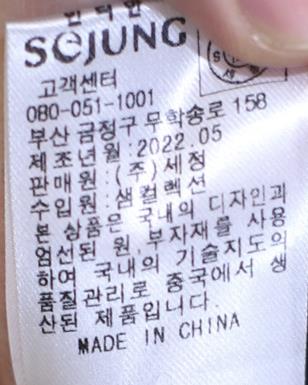 SEJUNG
고객센터
080-051-1001
부산 금정구 무학송로 158
제조년월:2022.05
판매원:(주)세정
수입원:샘컬렉션
본 상품은 국내의 디자인과
엄선된 원.부자재를 사용
하여 국내의 기술지도의
품질관리로 중국에서 생
산된 제품입니다.
MADE IN CHINA